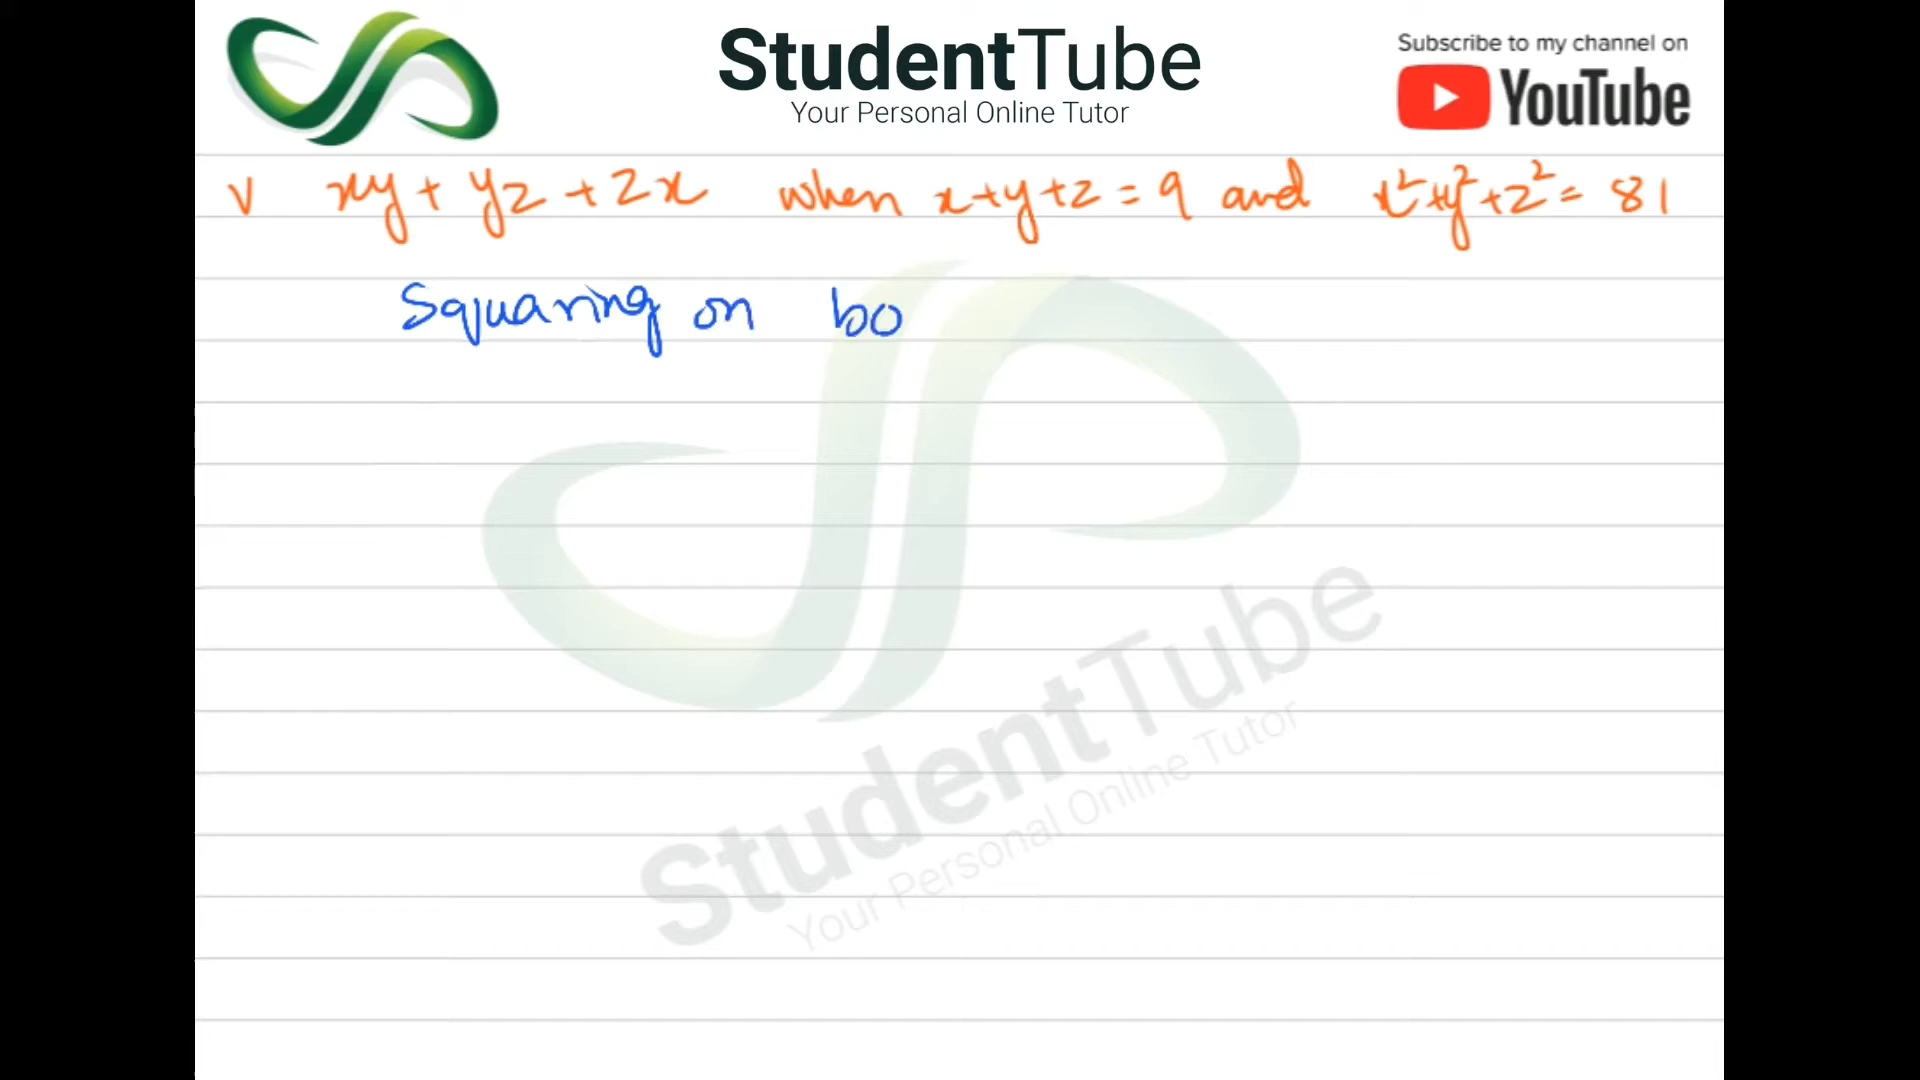 StudentTube
Your Personal Online Tutor
Subscribe to my channel on
YouTube
v xy + yz + zx when x+y+z = 9 and x²+y²+z² = 81
Squaring on bo
StudentTube
Your Personal Online Tutor